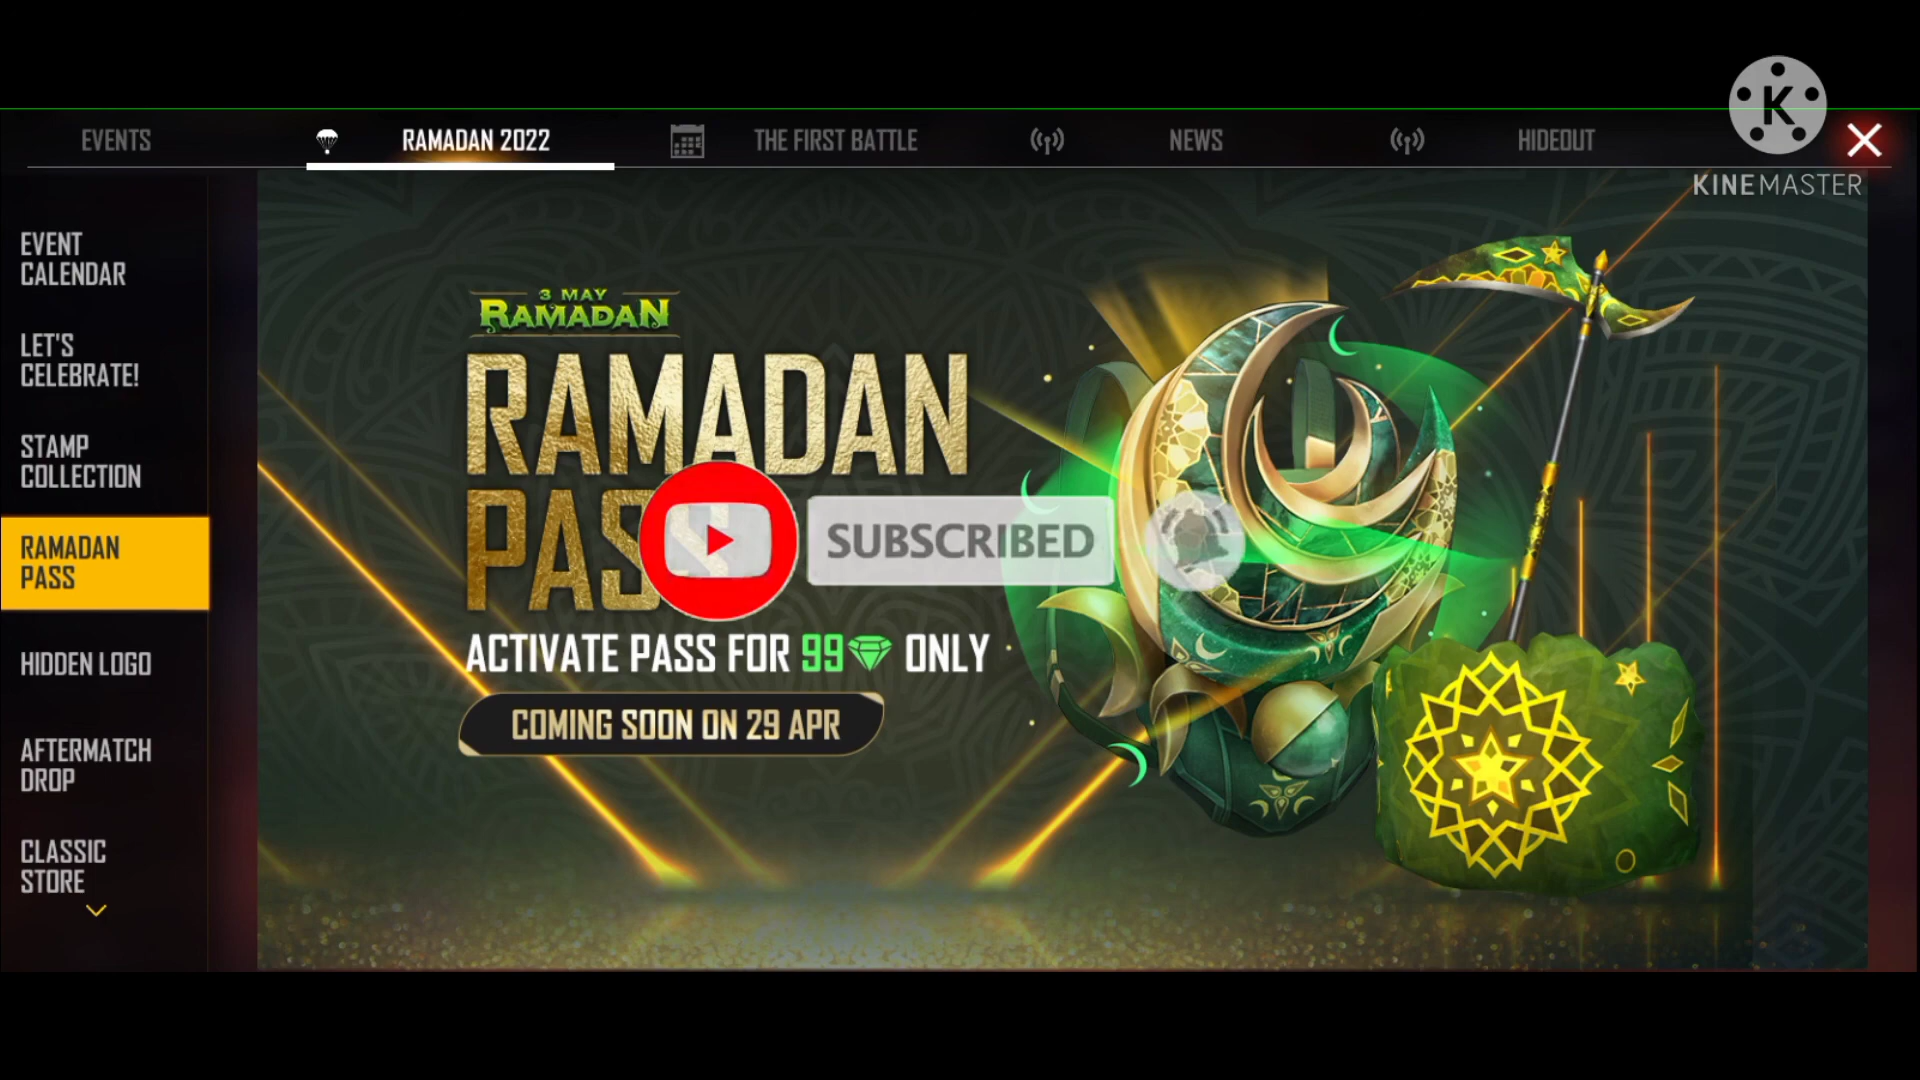 K
KINEMASTER
EVENTS
RAMADAN 2022
THE FIRST BATTLE
NEWS
HIDEOUT
EVENT
CALENDAR
LET'S
CELEBRATE!
STAMP
COLLECTION
RAMADAN
PASS
HIDDEN LOGO
AFTERMATCH
DROP
CLASSIC
STORE
3 MAY
RAMADAN
RAMADAN
PASS
SUBSCRIBED
ACTIVATE PASS FOR 99 ONLY
COMING SOON ON 29 APR